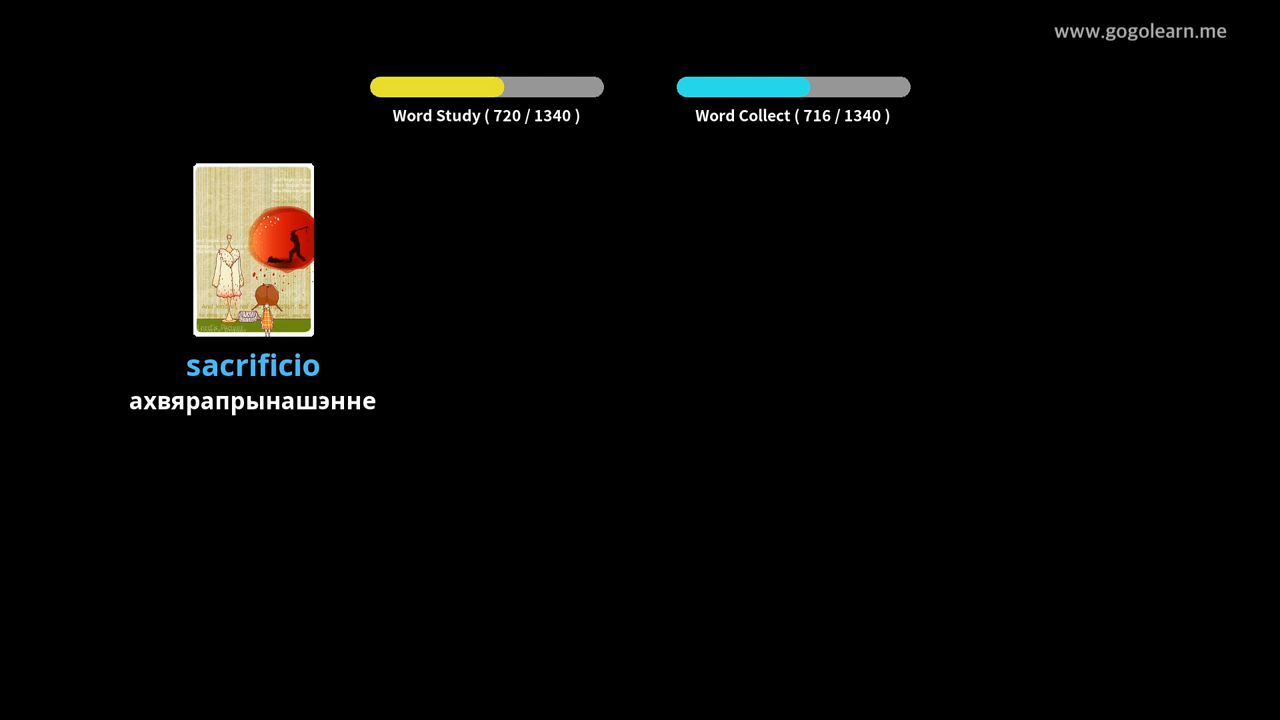 www.gogolearn.me
Word Study ( 720 / 1340 )
Word Collect ( 716 / 1340 )
sacrificio
ахвярапрынашэнне